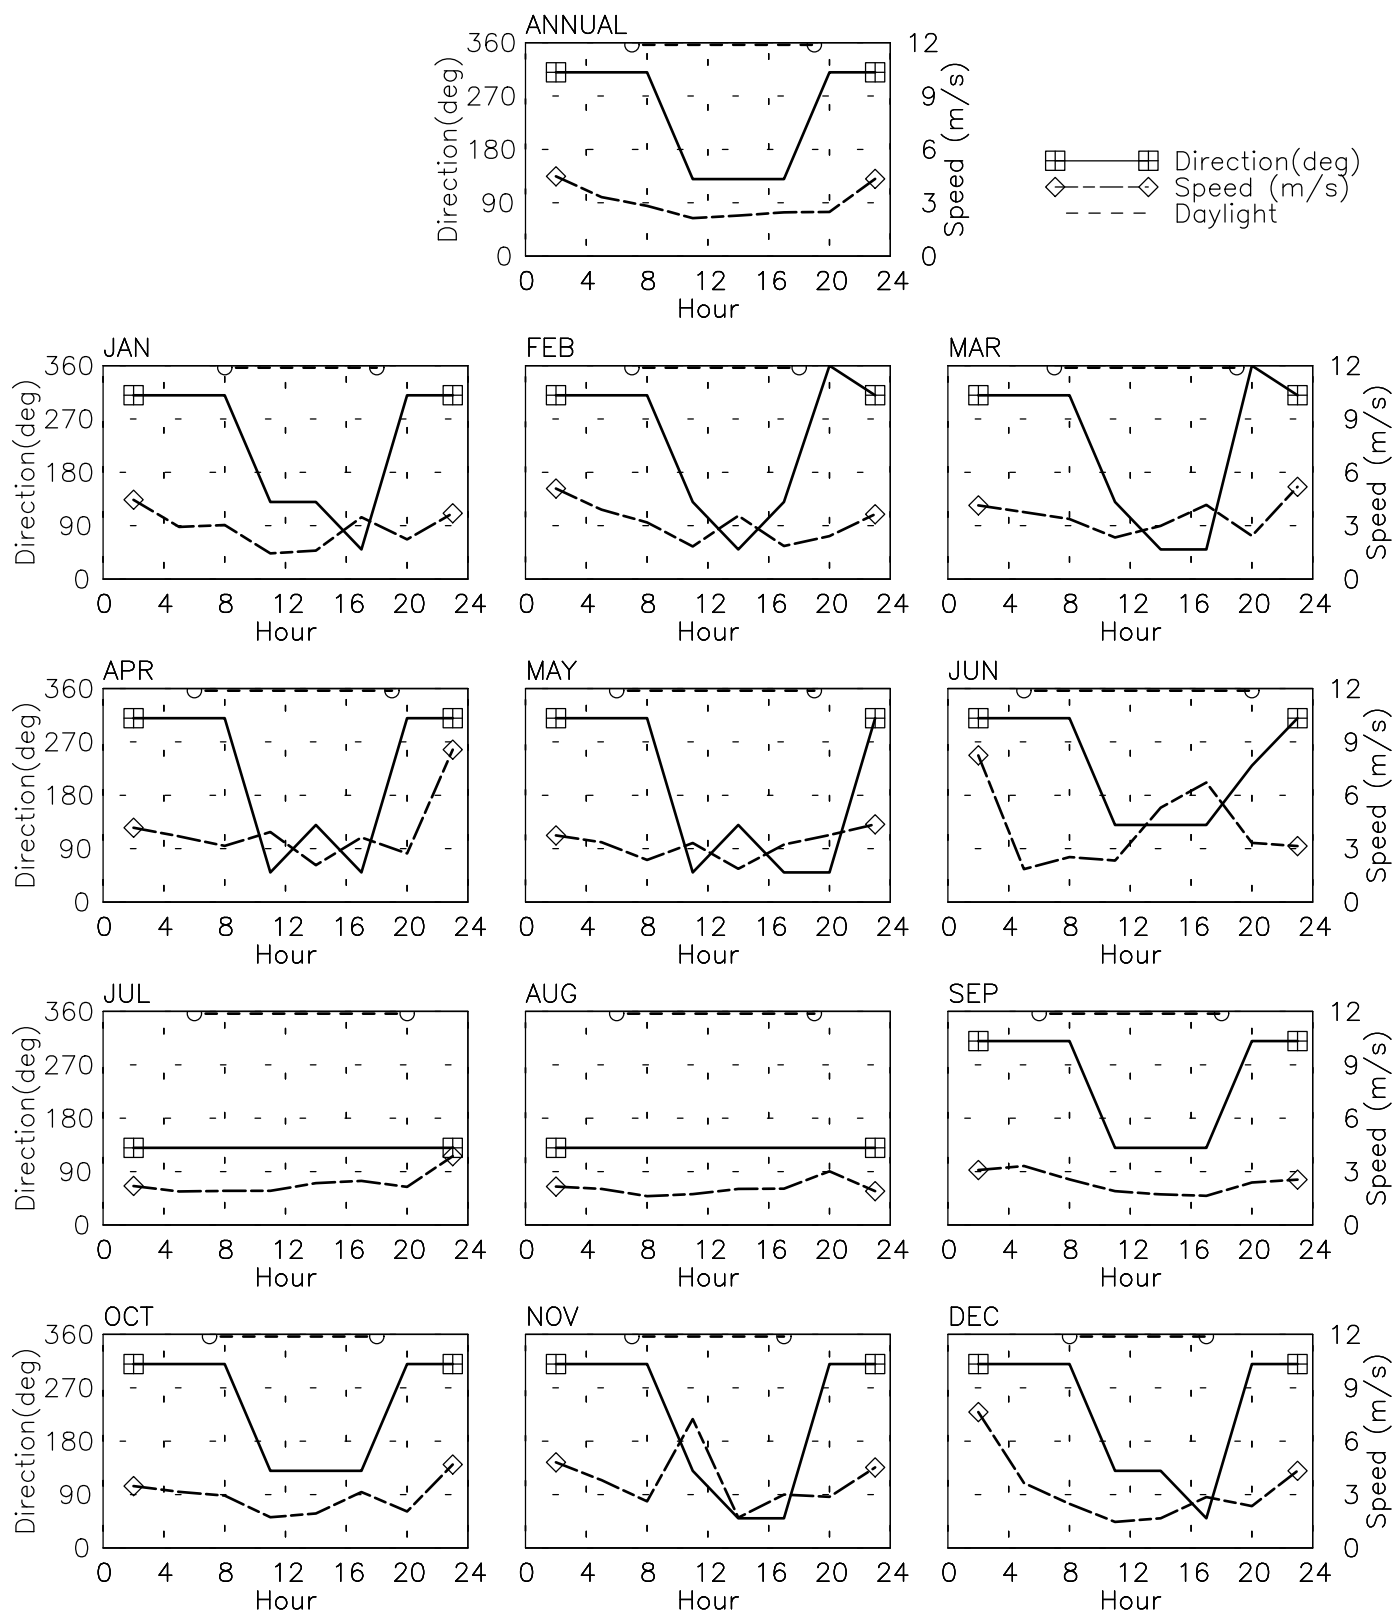 ANNUAL
360 270 180 90 0
Direction(deg)
12 9 6 3 0
Speed (m/s)
0 4 8 12 16 20 24
Hour
Direction(deg)
Speed (m/s)
Daylight
JAN
360 270 180 90 0
Direction(deg)
0 4 8 12 16 20 24
Hour
FEB
0 4 8 12 16 20 24
Hour
MAR
12 9 6 3 0
Speed (m/s)
0 4 8 12 16 20 24
Hour
APR
360 270 180 90 0
Direction(deg)
0 4 8 12 16 20 24
Hour
MAY
0 4 8 12 16 20 24
Hour
JUN
12 9 6 3 0
Speed (m/s)
0 4 8 12 16 20 24
Hour
JUL
360 270 180 90 0
Direction(deg)
0 4 8 12 16 20 24
Hour
AUG
0 4 8 12 16 20 24
Hour
SEP
12 9 6 3 0
Speed (m/s)
0 4 8 12 16 20 24
Hour
OCT
360 270 180 90 0
Direction(deg)
0 4 8 12 16 20 24
Hour
NOV
0 4 8 12 16 20 24
Hour
DEC
12 9 6 3 0
Speed (m/s)
0 4 8 12 16 20 24
Hour